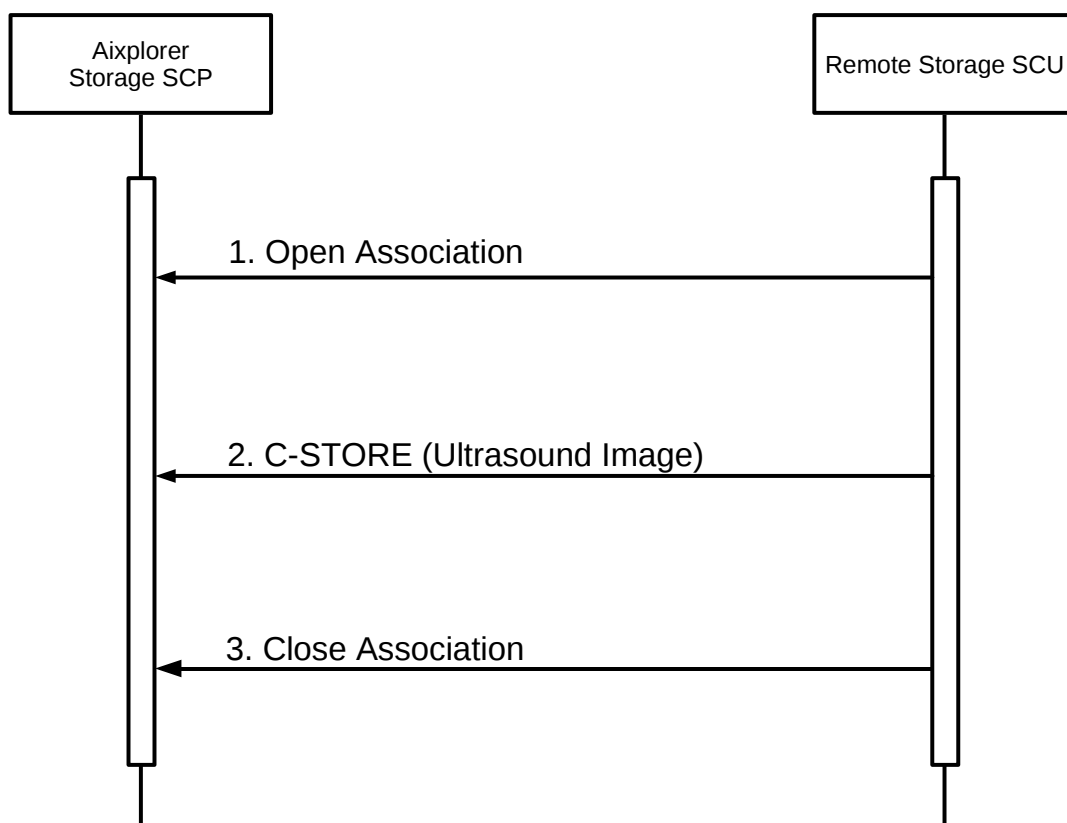 Aixplorer
Storage SCP
Remote Storage SCU
1. Open Association
2. C-STORE (Ultrasound Image)
3. Close Association